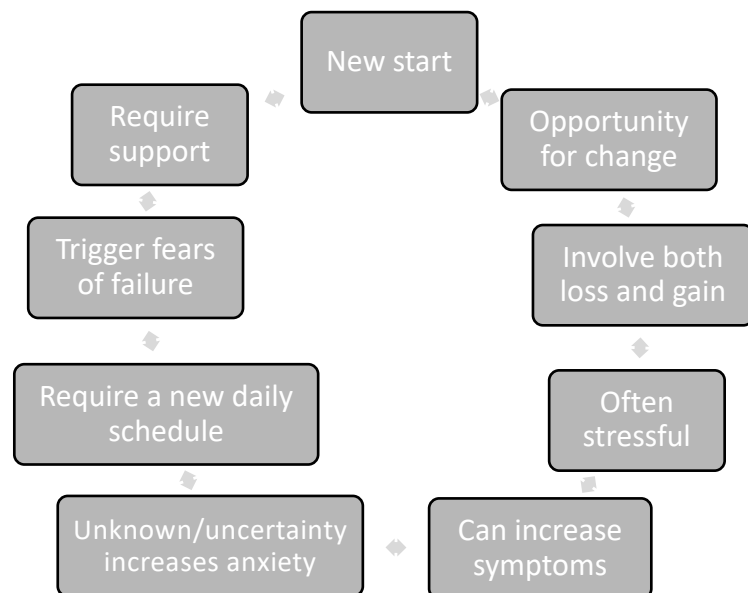 New start
Opportunity
for change
Involve both
loss and gain
Often
stressful
Can increase
symptoms
Unknown/uncertainty
increases anxiety
Require a new daily
schedule
Trigger fears
of failure
Require
support